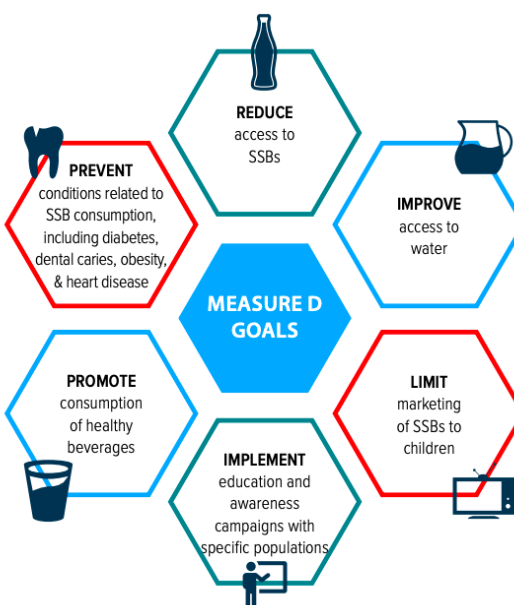 REDUCE
access to
SSBs
IMPROVE
access to
water
LIMIT
marketing
of SSBs to
children
IMPLEMENT
education and
awareness
campaigns with
specific populations
PROMOTE
consumption
of healthy
beverages
PREVENT
conditions related to
SSB consumption,
including diabetes,
dental caries, obesity,
& heart disease
MEASURE D
GOALS